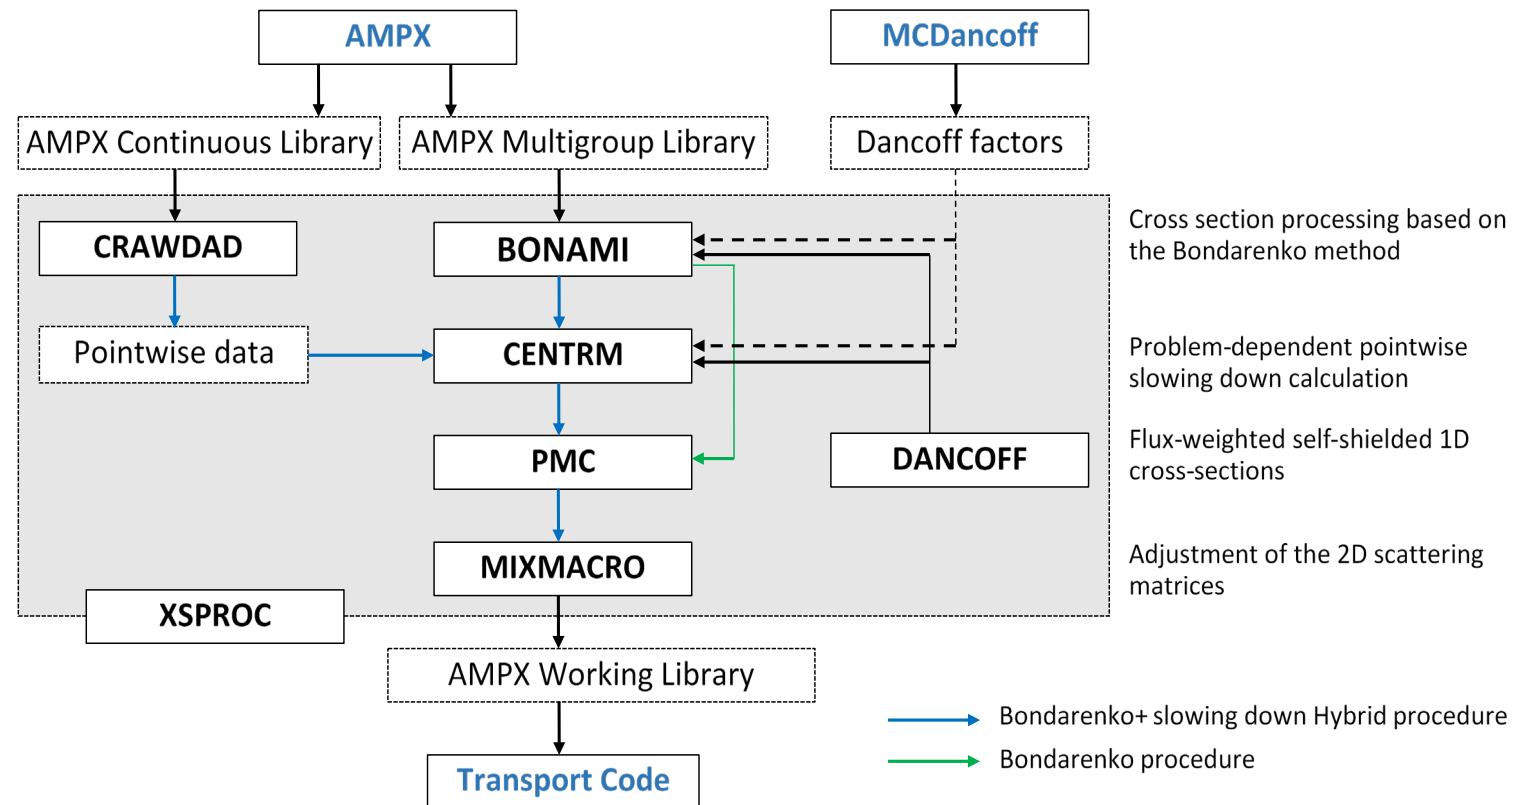 AMPX
MCDancoff
AMPX Continuous Library
AMPX Multigroup Library
Dancoff factors
CRAWDAD
BONAMI
Cross section processing based on
the Bondarenko method
Pointwise data
CENTRM
Problem-dependent pointwise
slowing down calculation
PMC
DANCOFF
Flux-weighted self-shielded 1D
cross-sections
MIXMACRO
Adjustment of the 2D scattering
matrices
XSPROC
AMPX Working Library
Bondarenko+ slowing down Hybrid procedure
Bondarenko procedure
Transport Code